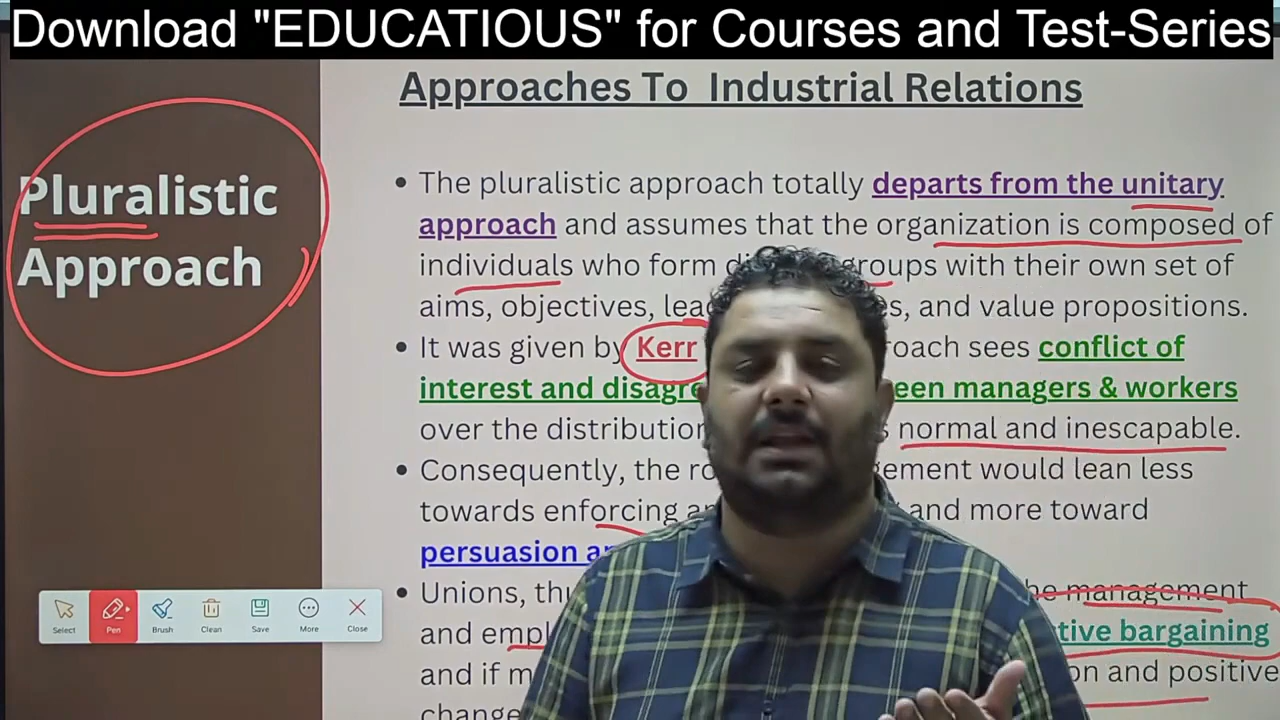 Download "EDUCATIOUS" for Courses and Test-Series
Approaches To Industrial Relations
Pluralistic
Approach
• The pluralistic approach totally departs from the unitary
approach and assumes that the organization is composed of
individuals who form groups with their own set of
aims, objectives, and value propositions.
• It was given by Kerr sees conflict of
interest and managers & workers
over the distribution normal and inescapable.
• Consequently, the would lean less
towards enforcing and more toward
persuasion
• Unions, management
and bargaining
and if and positive
Select
Pen
Brush
Clean
Save
More
Close